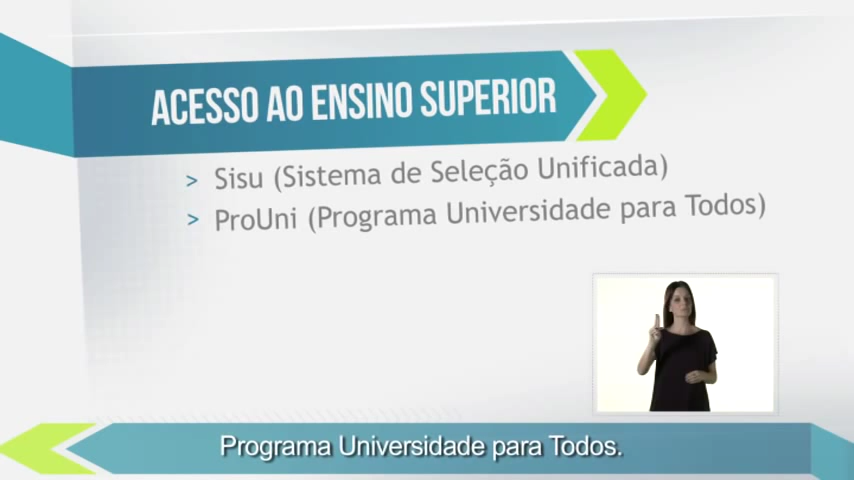 ACESSO AO ENSINO SUPERIOR
> Sisu (Sistema de Seleção Unificada)
> ProUni (Programa Universidade para Todos)
Programa Universidade para Todos.